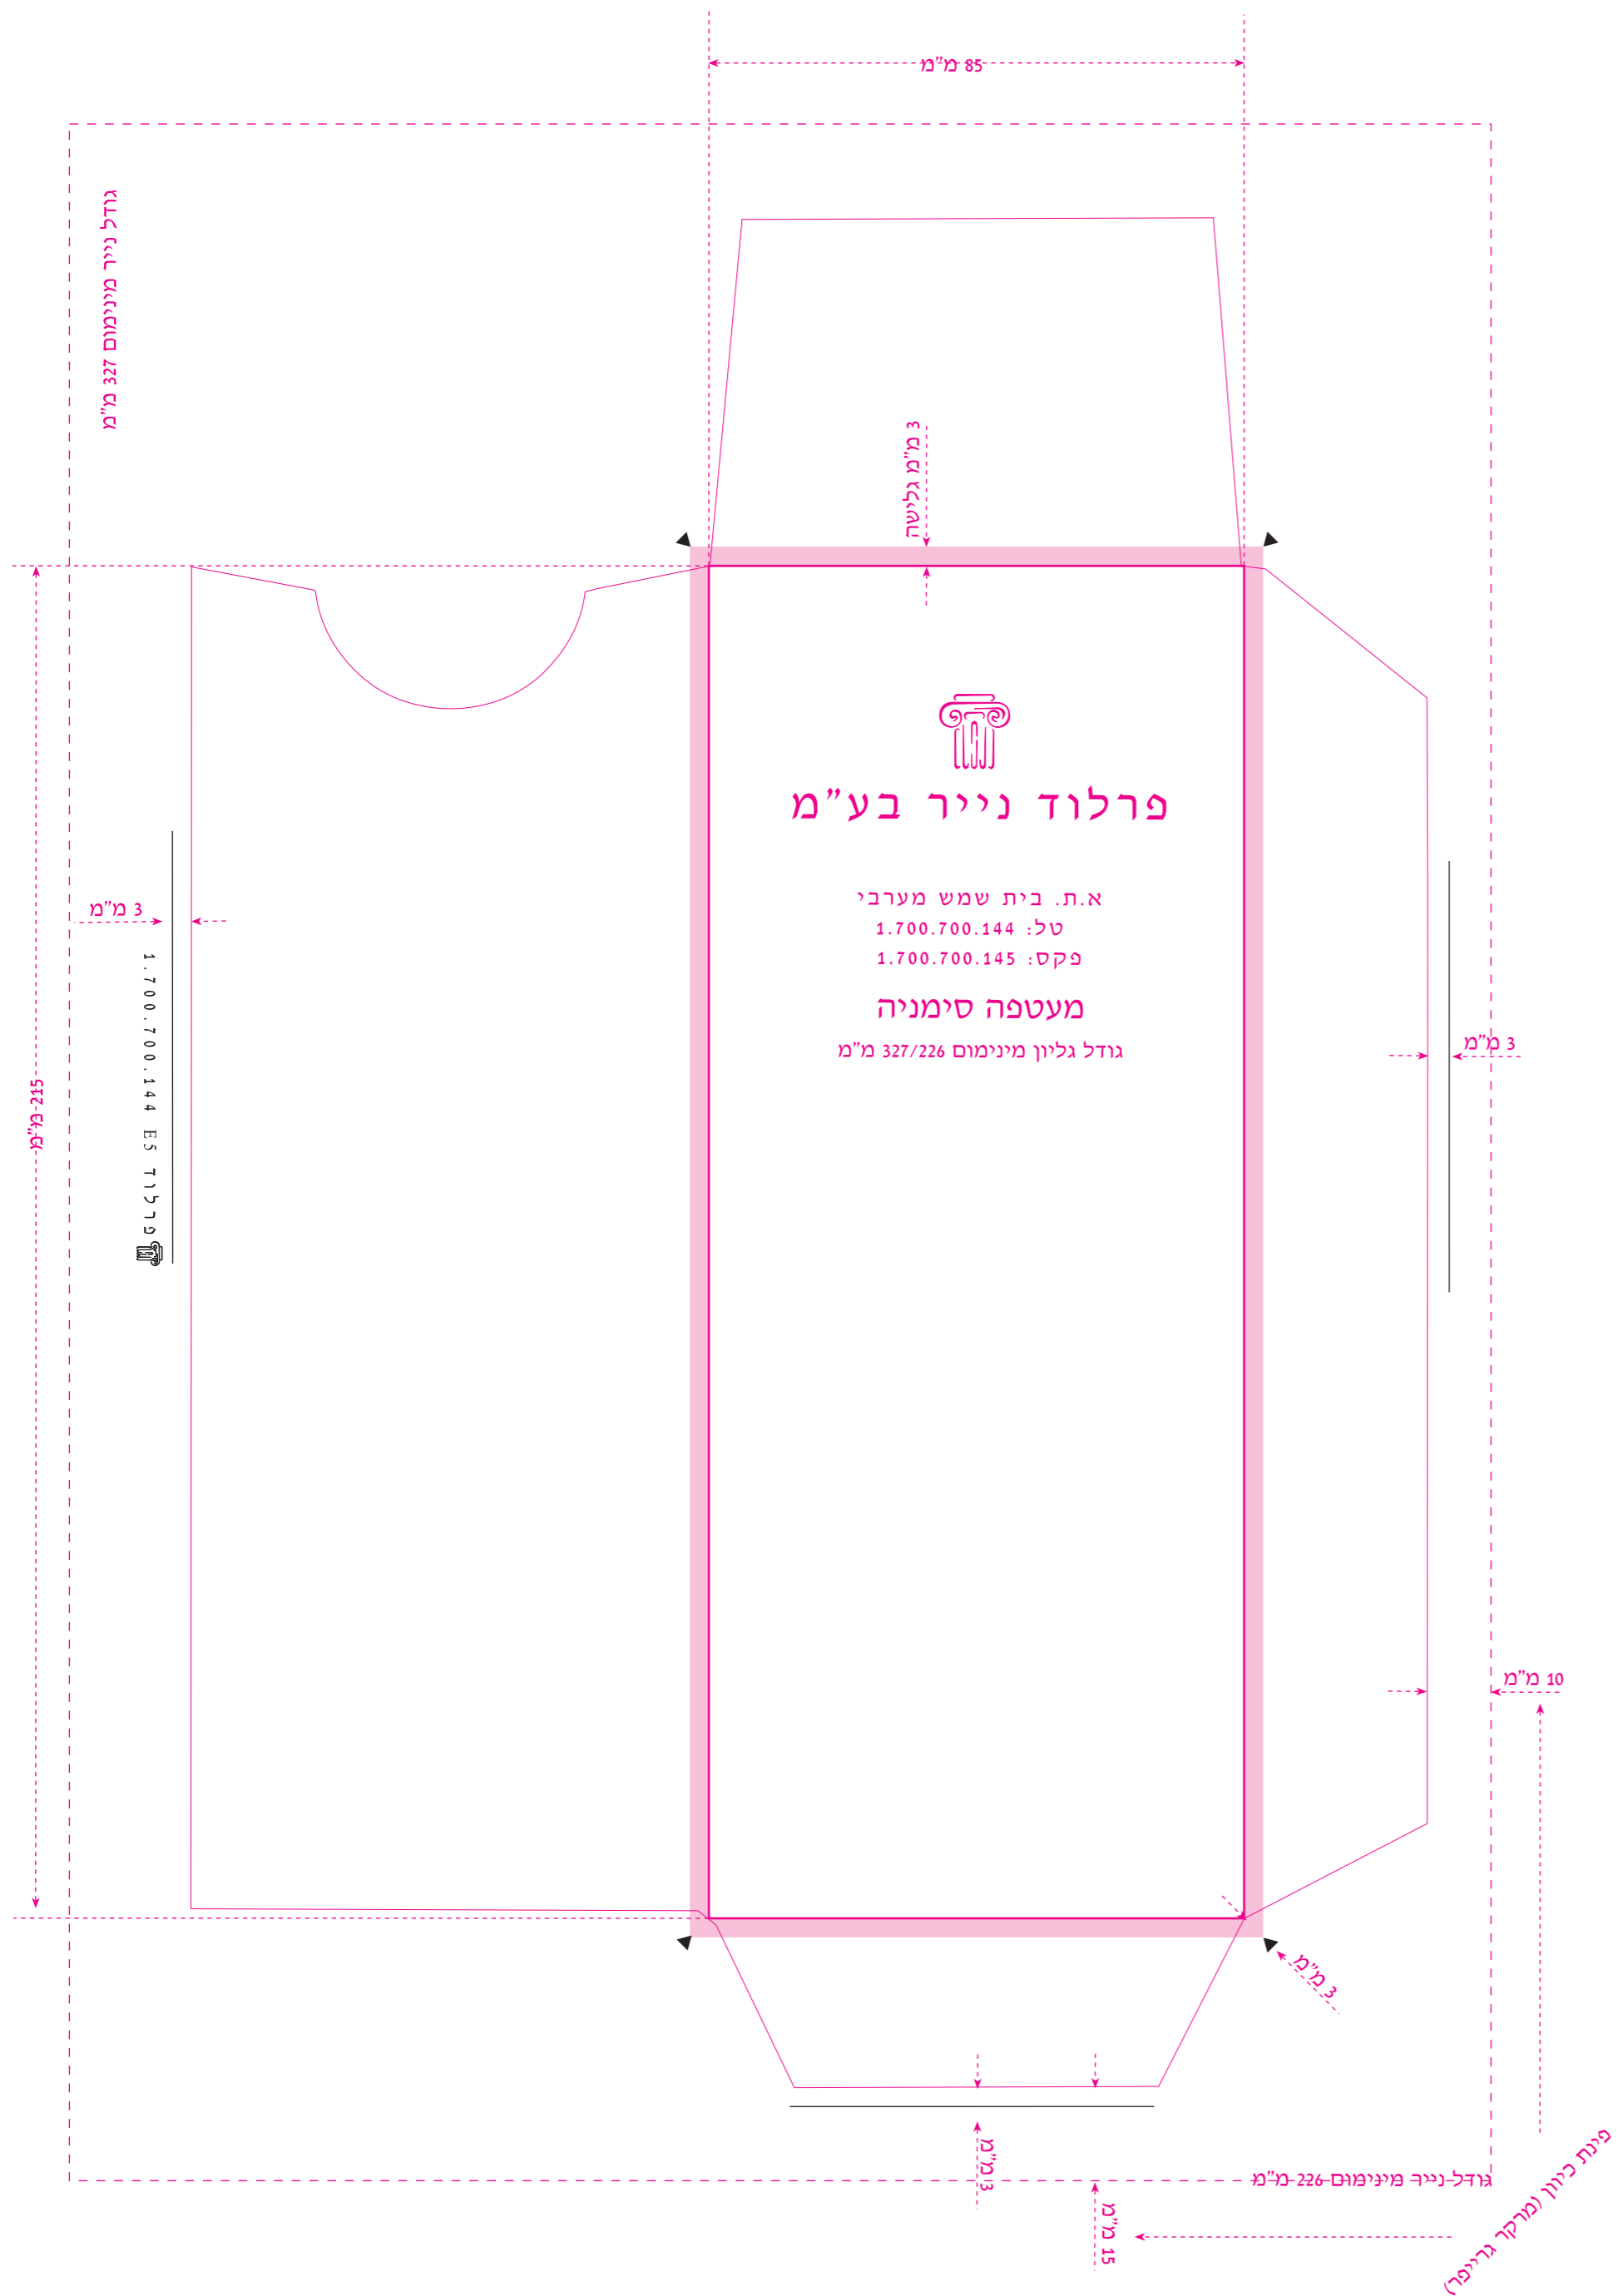 85 מ"מ
גודל נייר מינימום 327 מ"מ
3 מ"מ גלישה
פרלוד נייר בע"מ
א.ת. בית שמש מערבי
טל: 1.700.700.144
פקס: 1.700.700.145
מעטפה סימניה
גודל גליון מינימום 327/226 מ"מ
3 מ"מ
פרלוד E5 1.700.700.144
215 מ"מ
3 מ"מ
10 מ"מ
3 מ"מ
3 מ"מ
גודל נייר מינימום 226 מ"מ
15 מ"מ
פינת כיוון (מרקר גרייפר)